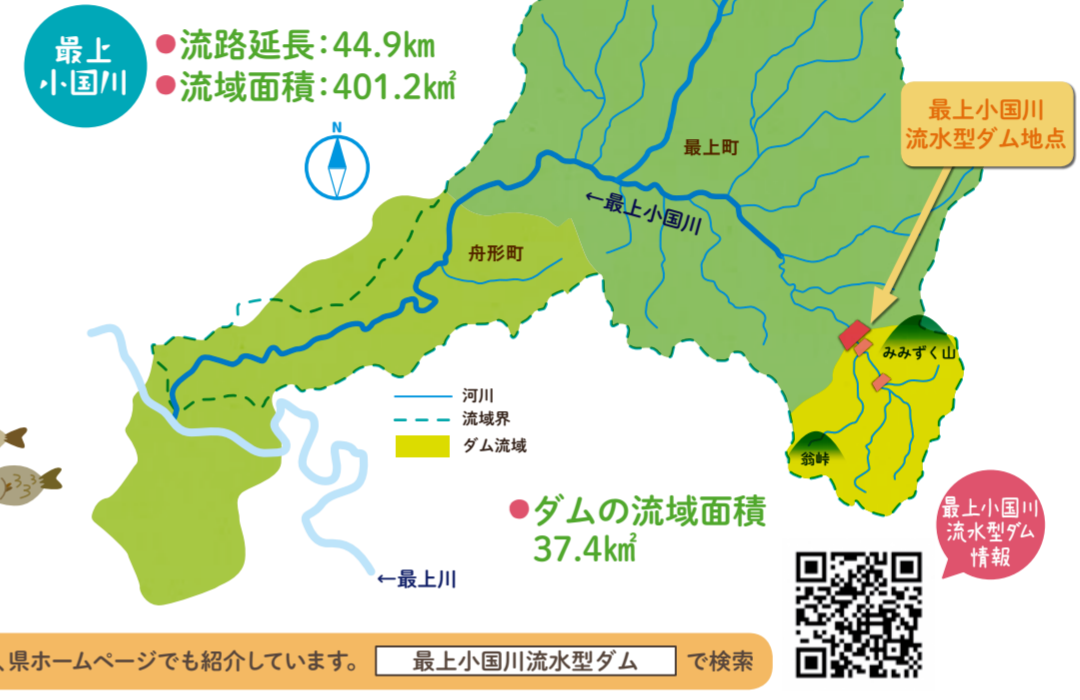 最上
小国川
●流路延長：44.9km
●流域面積：401.2km²
N
最上小国川
流水型ダム地点
最上町
←最上小国川
舟形町
みみずく山
河川
流域界
ダム流域
翁峠
●ダムの流域面積
37.4km²
最上小国川
流水型ダム
情報
←最上川
、県ホームページでも紹介しています。 最上小国川流水型ダム で検索